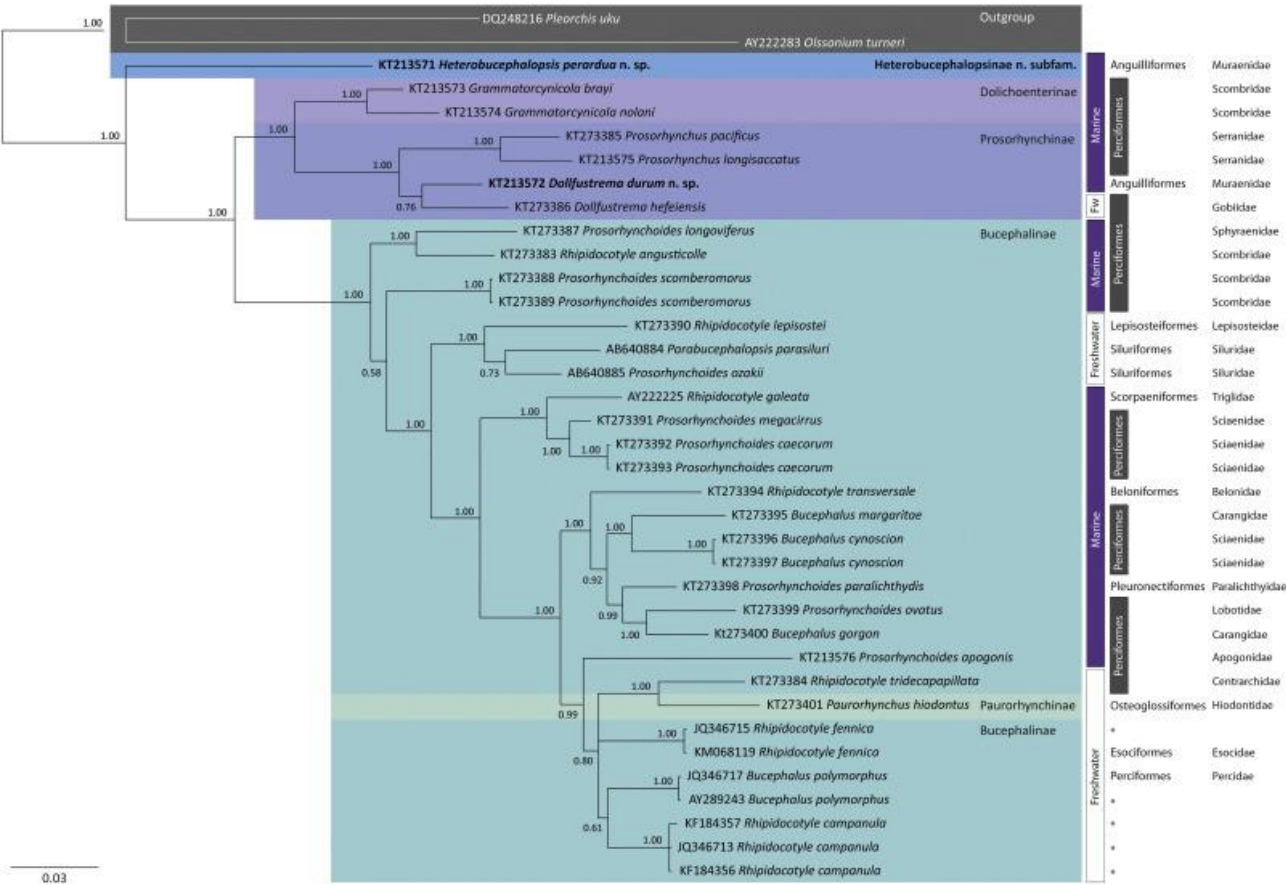 1.00
DQ248216 Pleorchis uku
Outgroup
AY222283 Olssonium turneri
KT213571 Heterobucephalopsis perardua n. sp.
Heterobucephalopsinae n. subfam.
Anguilliformes
Muraenidae
1.00
KT213573 Grammatorcynicola brayi
Dolichoenterinae
Scombridae
KT213574 Grammatorcynicola nolani
Scombridae
1.00
1.00
1.00
KT273385 Prosorhynchus pacificus
Prosorhynchinae
Marine
Perciformes
Serranidae
KT213575 Prosorhynchus longisaccatus
Serranidae
1.00
KT213572 Dollfustrema durum n. sp.
Anguilliformes
Muraenidae
0.76
KT273386 Dollfustrema hefeiensis
Fw
Gobiidae
1.00
1.00
KT273387 Prosorhynchoides longoviferus
Bucephalinae
Sphyraenidae
KT273383 Rhipidocotyle angusticolle
Marine
Perciformes
Scombridae
1.00
KT273388 Prosorhynchoides scomberomorus
Scombridae
1.00
KT273389 Prosorhynchoides scomberomorus
Scombridae
1.00
KT273390 Rhipidocotyle lepisostei
Freshwater
Lepisosteiformes
Lepisosteidae
AB640884 Parabucephalopsis parasiluri
Siluriformes
Siluridae
0.58
0.73
AB640885 Prosorhynchoides azakii
Siluriformes
Siluridae
1.00
AY222225 Rhipidocotyle galeata
Scorpaeniformes
Triglidae
1.00
KT273391 Prosorhynchoides megacirrus
Perciformes
Sciaenidae
1.00
1.00
KT273392 Prosorhynchoides caecorum
Sciaenidae
KT273393 Prosorhynchoides caecorum
Sciaenidae
KT273394 Rhipidocotyle transversale
Beloniformes
Belonidae
1.00
1.00
1.00
KT273395 Bucephalus margaritae
Marine
Perciformes
Carangidae
1.00
KT273396 Bucephalus cynoscion
Sciaenidae
KT273397 Bucephalus cynoscion
Sciaenidae
0.92
KT273398 Prosorhynchoides paralichthydis
Pleuronectiformes
Paralichthyidae
1.00
0.99
KT273399 Prosorhynchoides ovatus
Perciformes
Lobotidae
1.00
Kt273400 Bucephalus gorgon
Carangidae
KT213576 Prosorhynchoides apogonis
Apogonidae
1.00
KT273384 Rhipidocotyle tridecapapillata
Centrarchidae
0.99
KT273401 Paurorhynchus hiodontus
Paurorhynchinae
Osteoglossiformes
Hiodontidae
1.00
JQ346715 Rhipidocotyle fennica
Bucephalinae
*
0.80
KM068119 Rhipidocotyle fennica
Esociformes
Esocidae
1.00
JQ346717 Bucephalus polymorphus
Freshwater
Perciformes
Percidae
AY289243 Bucephalus polymorphus
*
0.61
KF184357 Rhipidocotyle campanula
*
1.00
JQ346713 Rhipidocotyle campanula
*
KF184356 Rhipidocotyle campanula
*
0.03